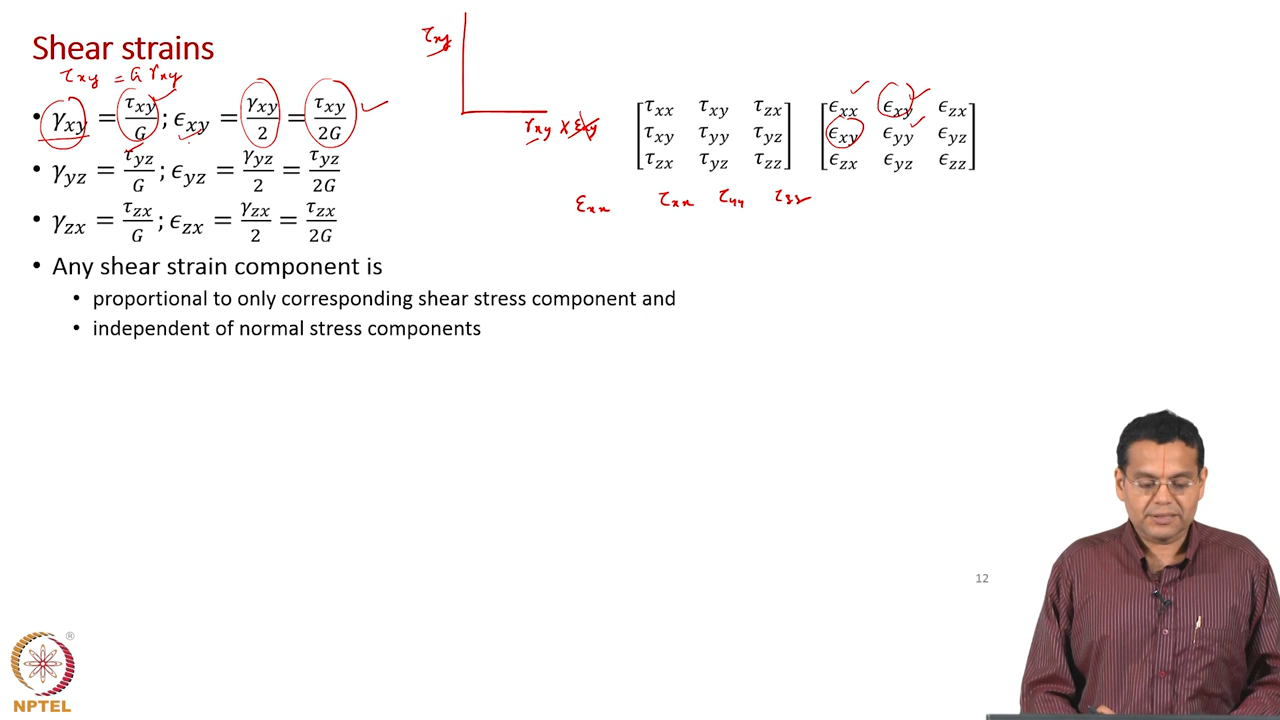 Shear strains
τxy = G γxy
• γxy = τxy/G ; ϵxy = γxy/2 = τxy/2G
• γyz = τyz/G ; ϵyz = γyz/2 = τyz/2G
• γzx = τzx/G ; ϵzx = γzx/2 = τzx/2G
• Any shear strain component is
• proportional to only corresponding shear stress component and
• independent of normal stress components
τxy
γxy
[τxx τxy τzx] [ϵxx ϵxy ϵzx]
[τxy τyy τyz] [ϵxy ϵyy ϵyz]
[τzx τyz τzz] [ϵzx ϵyz ϵzz]
εxx τxx τyy τzz
12
®
NPTEL